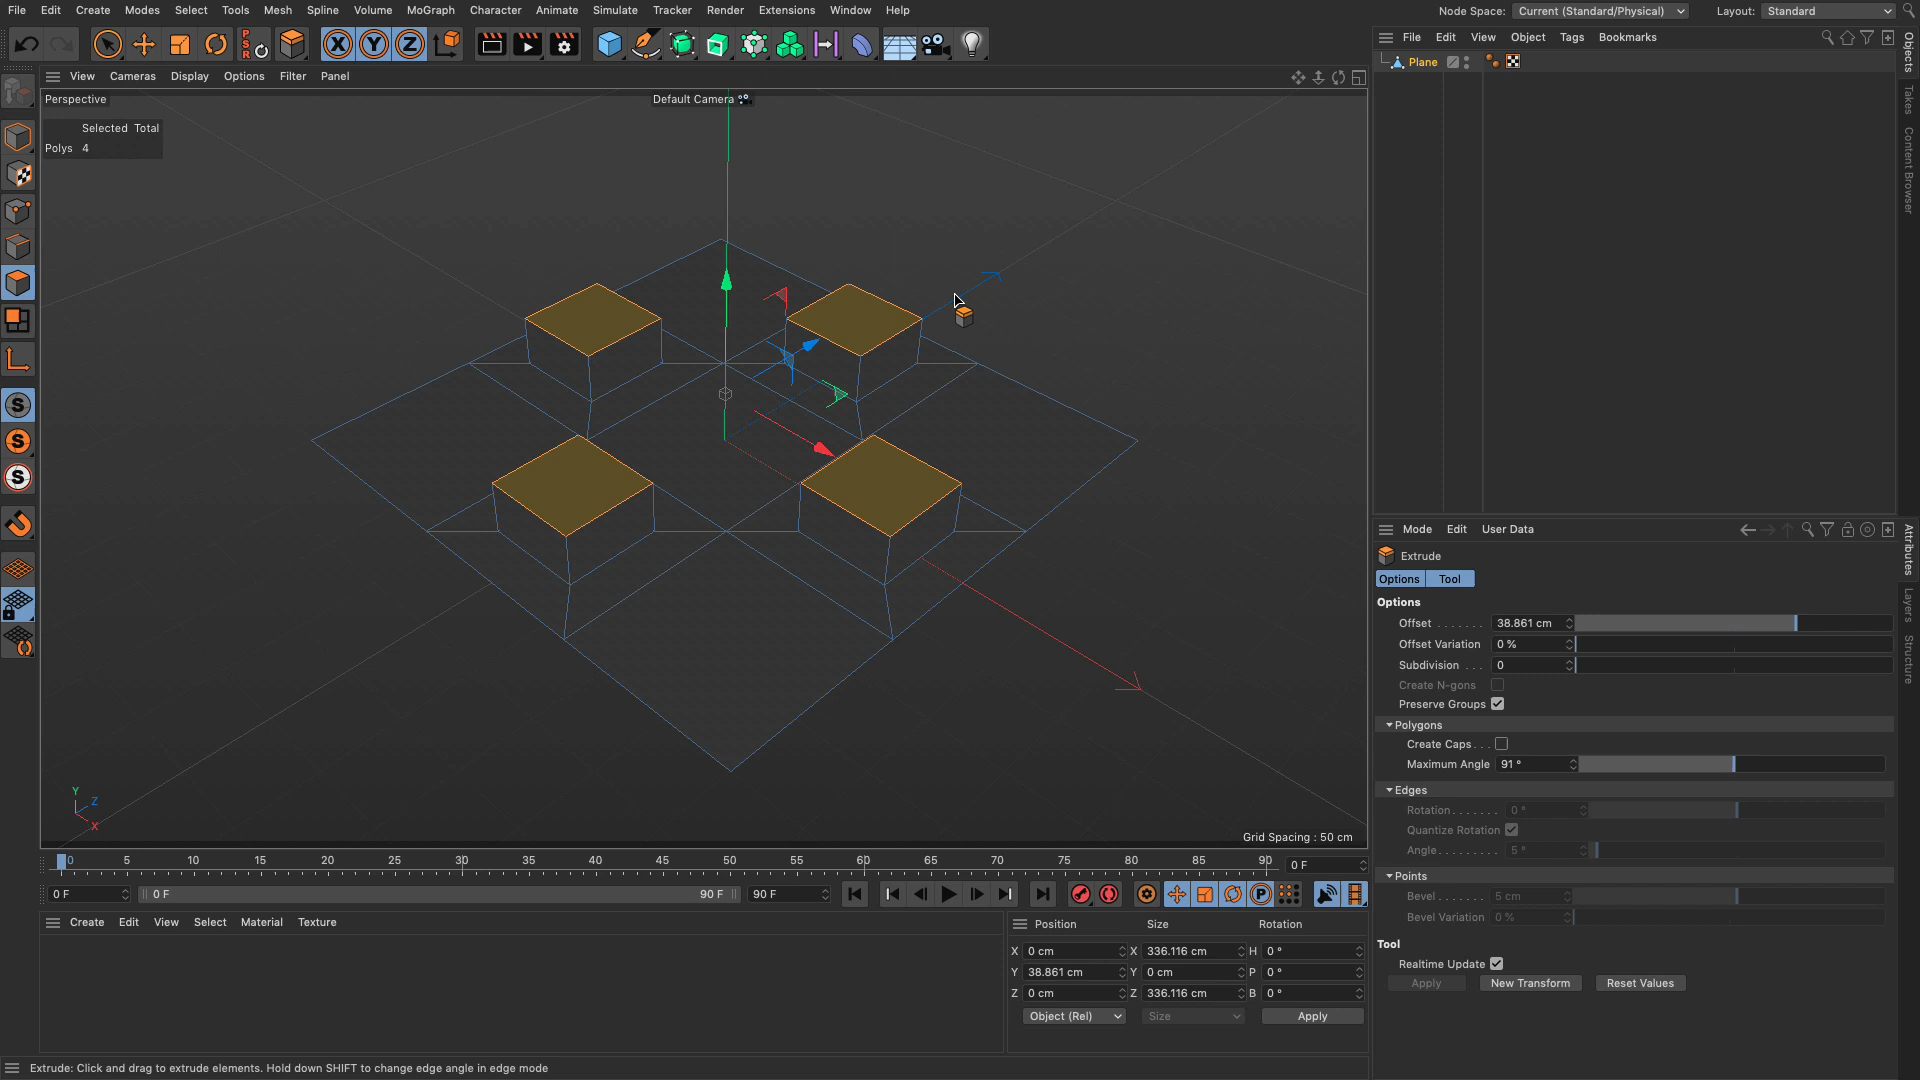 File Edit Create Modes Select Tools Mesh Spline Volume MoGraph Character Animate Simulate Tracker Render Extensions Window Help
Node Space: Current (Standard/Physical) Layout: Standard
PSR X Y Z
File Edit View Object Tags Bookmarks
Plane
View Cameras Display Options Filter Panel
Perspective
Default Camera
Selected Total
Polys 4
Y
Z
X
Grid Spacing : 50 cm
S
S
S
Objects
Takes
Content Browser
Mode Edit User Data
Extrude
Options Tool
Options
Offset . . . . . . . 38.861 cm
Offset Variation 0 %
Subdivision . . . 0
Create N-gons
Preserve Groups
Polygons
Create Caps. . .
Maximum Angle 91 °
Edges
Rotation. . . . . . . 0 °
Quantize Rotation
Angle. . . . . . . . . 5 °
Points
Bevel. . . . . . . 5 cm
Bevel Variation 0 %
Tool
Realtime Update
Apply New Transform Reset Values
Attributes
Layers
Structure
0 5 10 15 20 25 30 35 40 45 50 55 60 65 70 75 80 85 90 0 F
0 F 0 F 90 F 90 F P
Create Edit View Select Material Texture
Position Size Rotation
X 0 cm X 336.116 cm H 0 °
Y 38.861 cm Y 0 cm P 0 °
Z 0 cm Z 336.116 cm B 0 °
Object (Rel) Size Apply
Extrude: Click and drag to extrude elements. Hold down SHIFT to change edge angle in edge mode